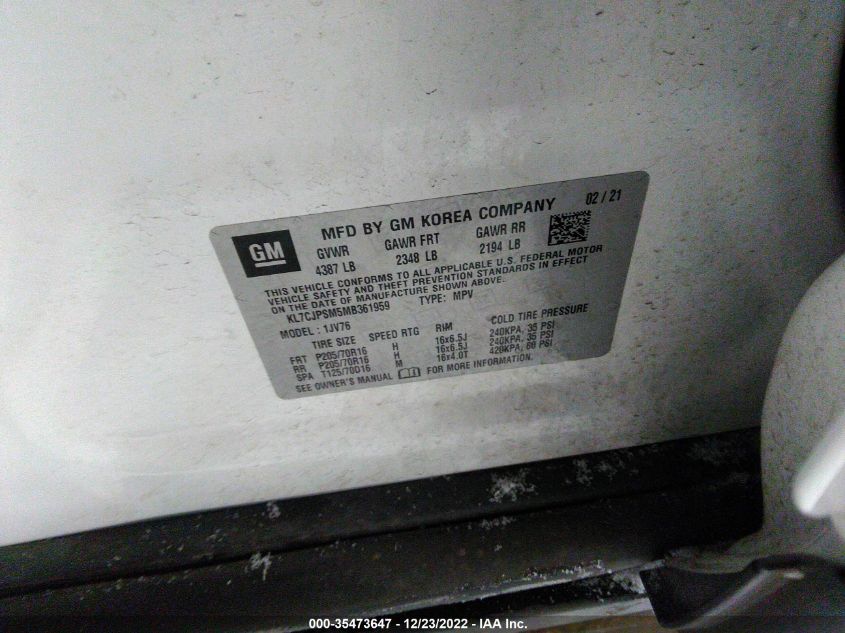 GM
MFD BY GM KOREA COMPANY 02 / 21
GVWR GAWR FRT GAWR RR
4387 LB 2348 LB 2194 LB
THIS VEHICLE CONFORMS TO ALL APPLICABLE U.S. FEDERAL MOTOR
VEHICLE SAFETY AND THEFT PREVENTION STANDARDS IN EFFECT
ON THE DATE OF MANUFACTURE SHOWN ABOVE.
KL7CJPSM5MB361959 TYPE: MPV
MODEL: 1JV76
TIRE SIZE SPEED RTG RIM COLD TIRE PRESSURE
FRT P205/70R16 H 16x6.5J 240KPA, 35 PSI
RR P205/70R16 H 16x6.5J 240KPA, 35 PSI
SPA T125/70D16 M 16x4.0T 420KPA, 60 PSI
SEE OWNER'S MANUAL FOR MORE INFORMATION.
000-35473647 - 12/23/2022 - IAA Inc.